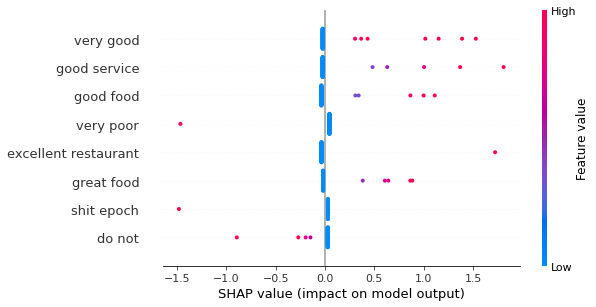 High
very good
good service
good food
very poor
excellent restaurant
great food
shit epoch
do not
Low
Feature value
−1.5 −1.0 −0.5 0.0 0.5 1.0 1.5
SHAP value (impact on model output)